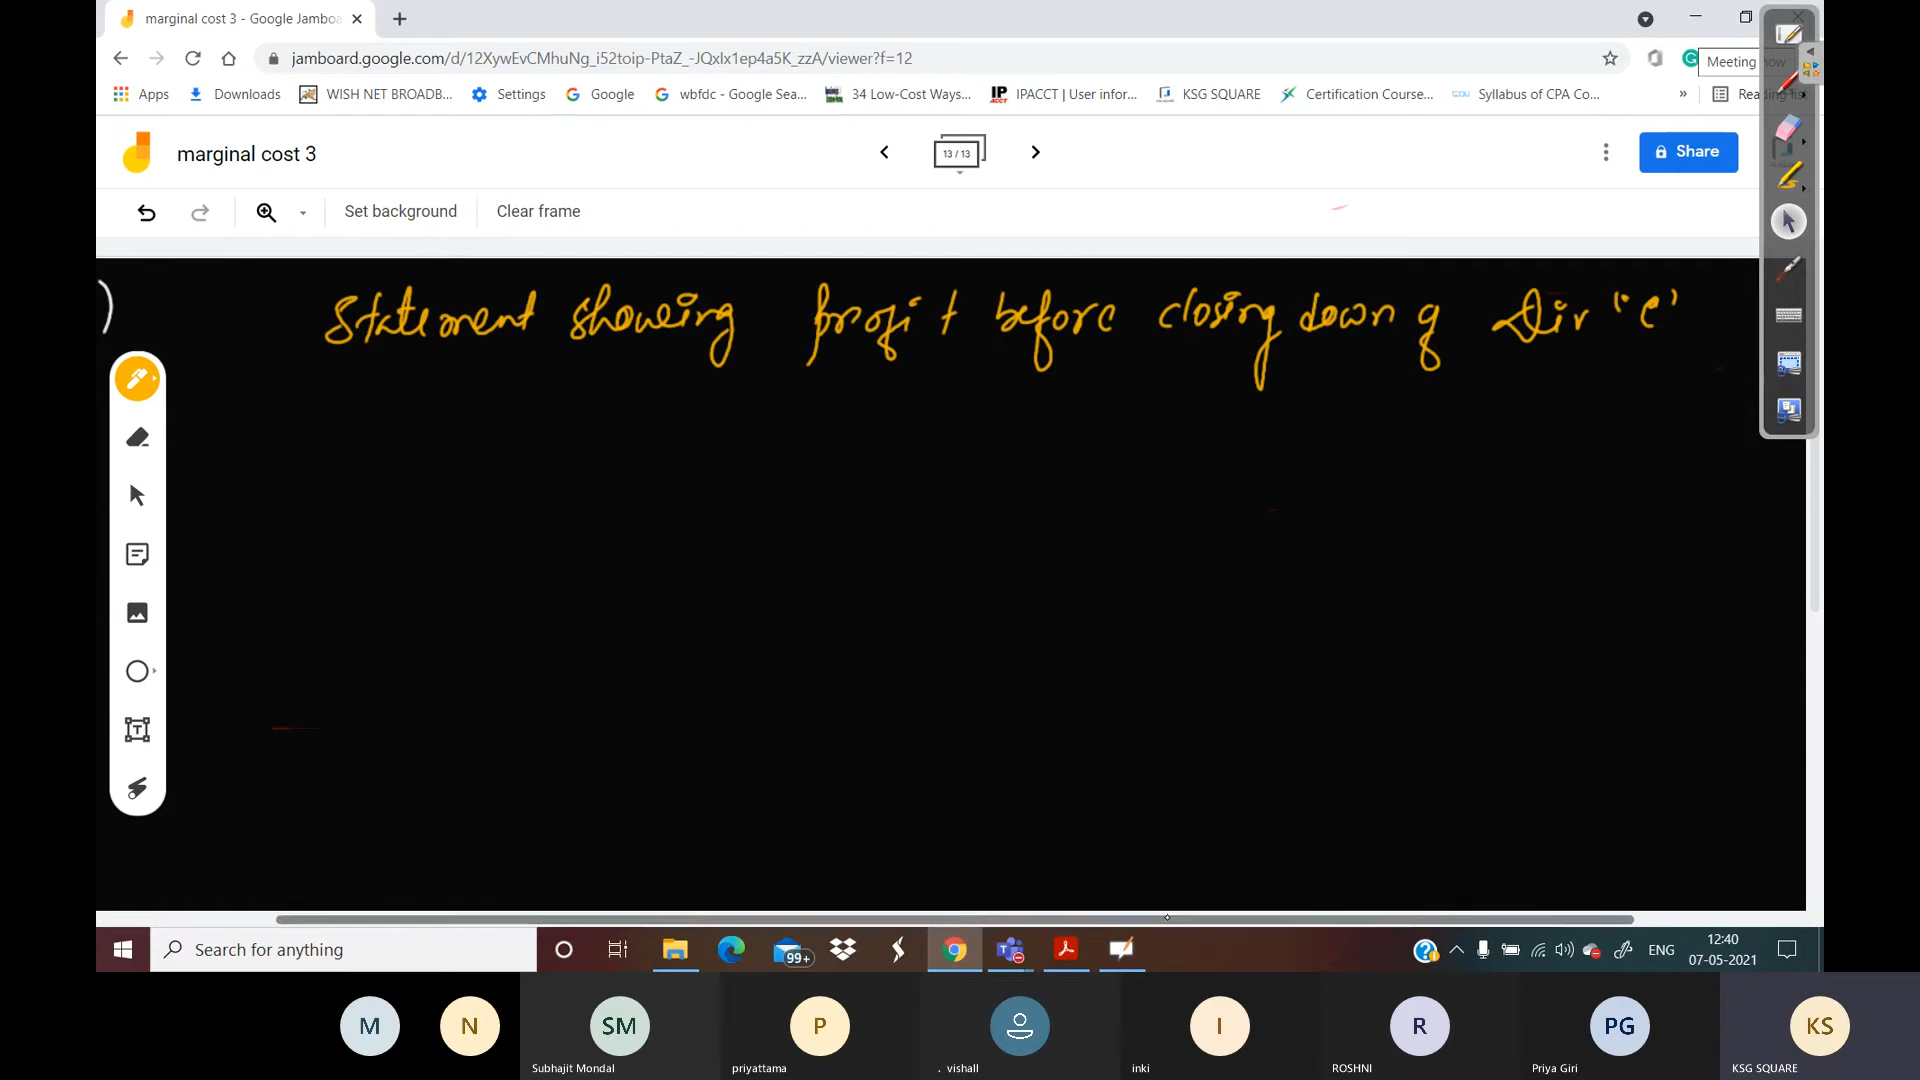 marginal cost 3 - Google Jamboa
jamboard.google.com/d/12XywEvCMhuNg_i52toip-PtaZ_-JQxIx1ep4a5K_zzA/viewer?f=12
Meeting now
Apps Downloads WISH NET BROADB... Settings Google wbfdc - Google Sea... 34 Low-Cost Ways... IPACCT | User infor... KSG SQUARE Certification Course... Syllabus of CPA Co... » Reading list
marginal cost 3
13 / 13
Share
Set background Clear frame
) Statement showing profit before closing down of Div "C"
Search for anything
99+
ENG
12:40
07-05-2021
M N SM P I R PG KS
Subhajit Mondal priyattama . vishall inki ROSHNI Priya Giri KSG SQUARE